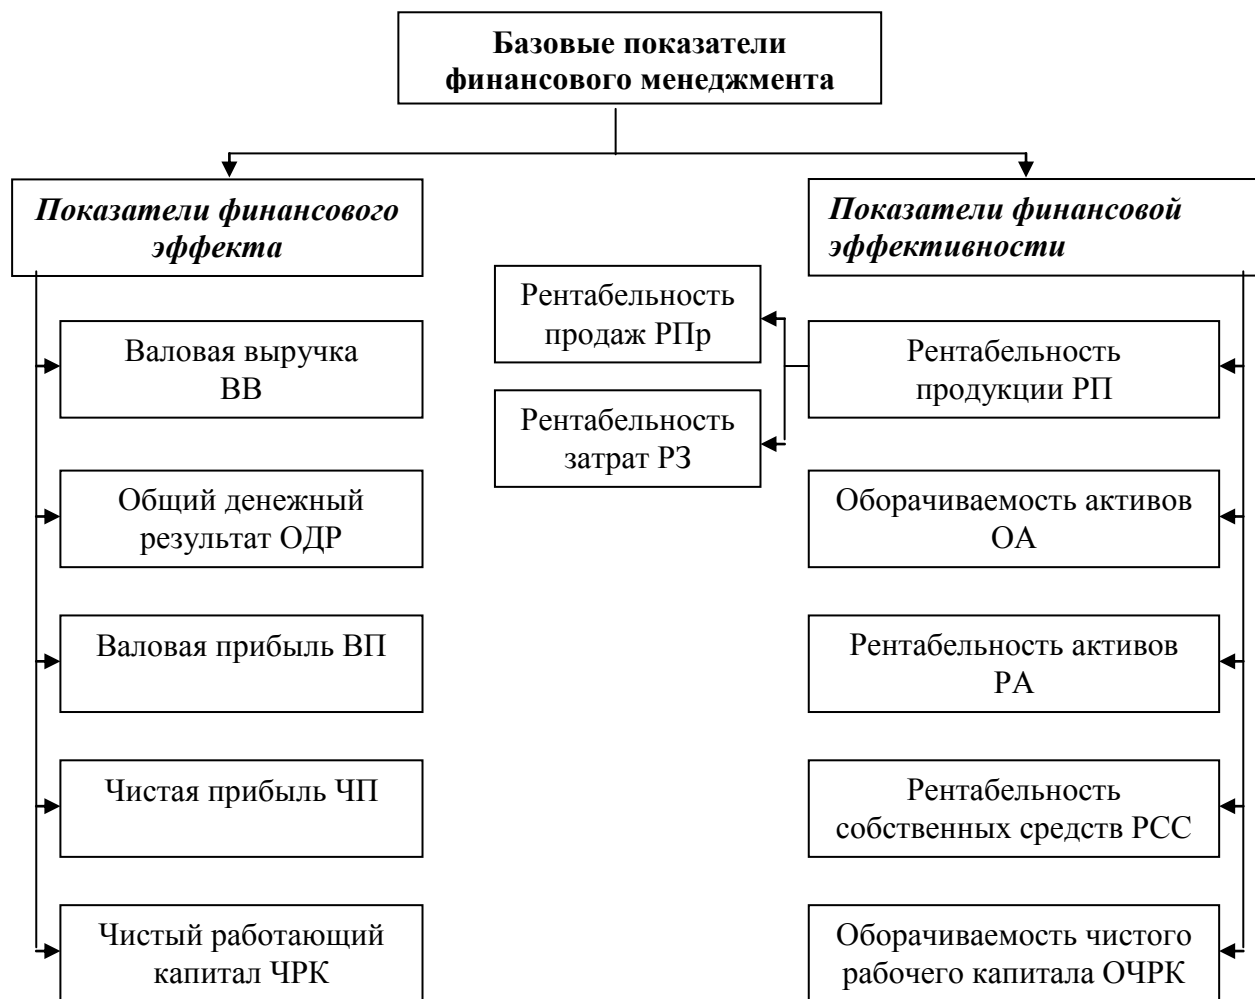 Базовые показатели
финансового менеджмента
Показатели финансового
эффекта
Валовая выручка
ВВ
Общий денежный
результат ОДР
Валовая прибыль ВП
Чистая прибыль ЧП
Чистый работающий
капитал ЧРК
Показатели финансовой
эффективности
Рентабельность
продаж РПр
Рентабельность
затрат РЗ
Рентабельность
продукции РП
Оборачиваемость активов
ОА
Рентабельность активов
РА
Рентабельность
собственных средств РСС
Оборачиваемость чистого
рабочего капитала ОЧРК